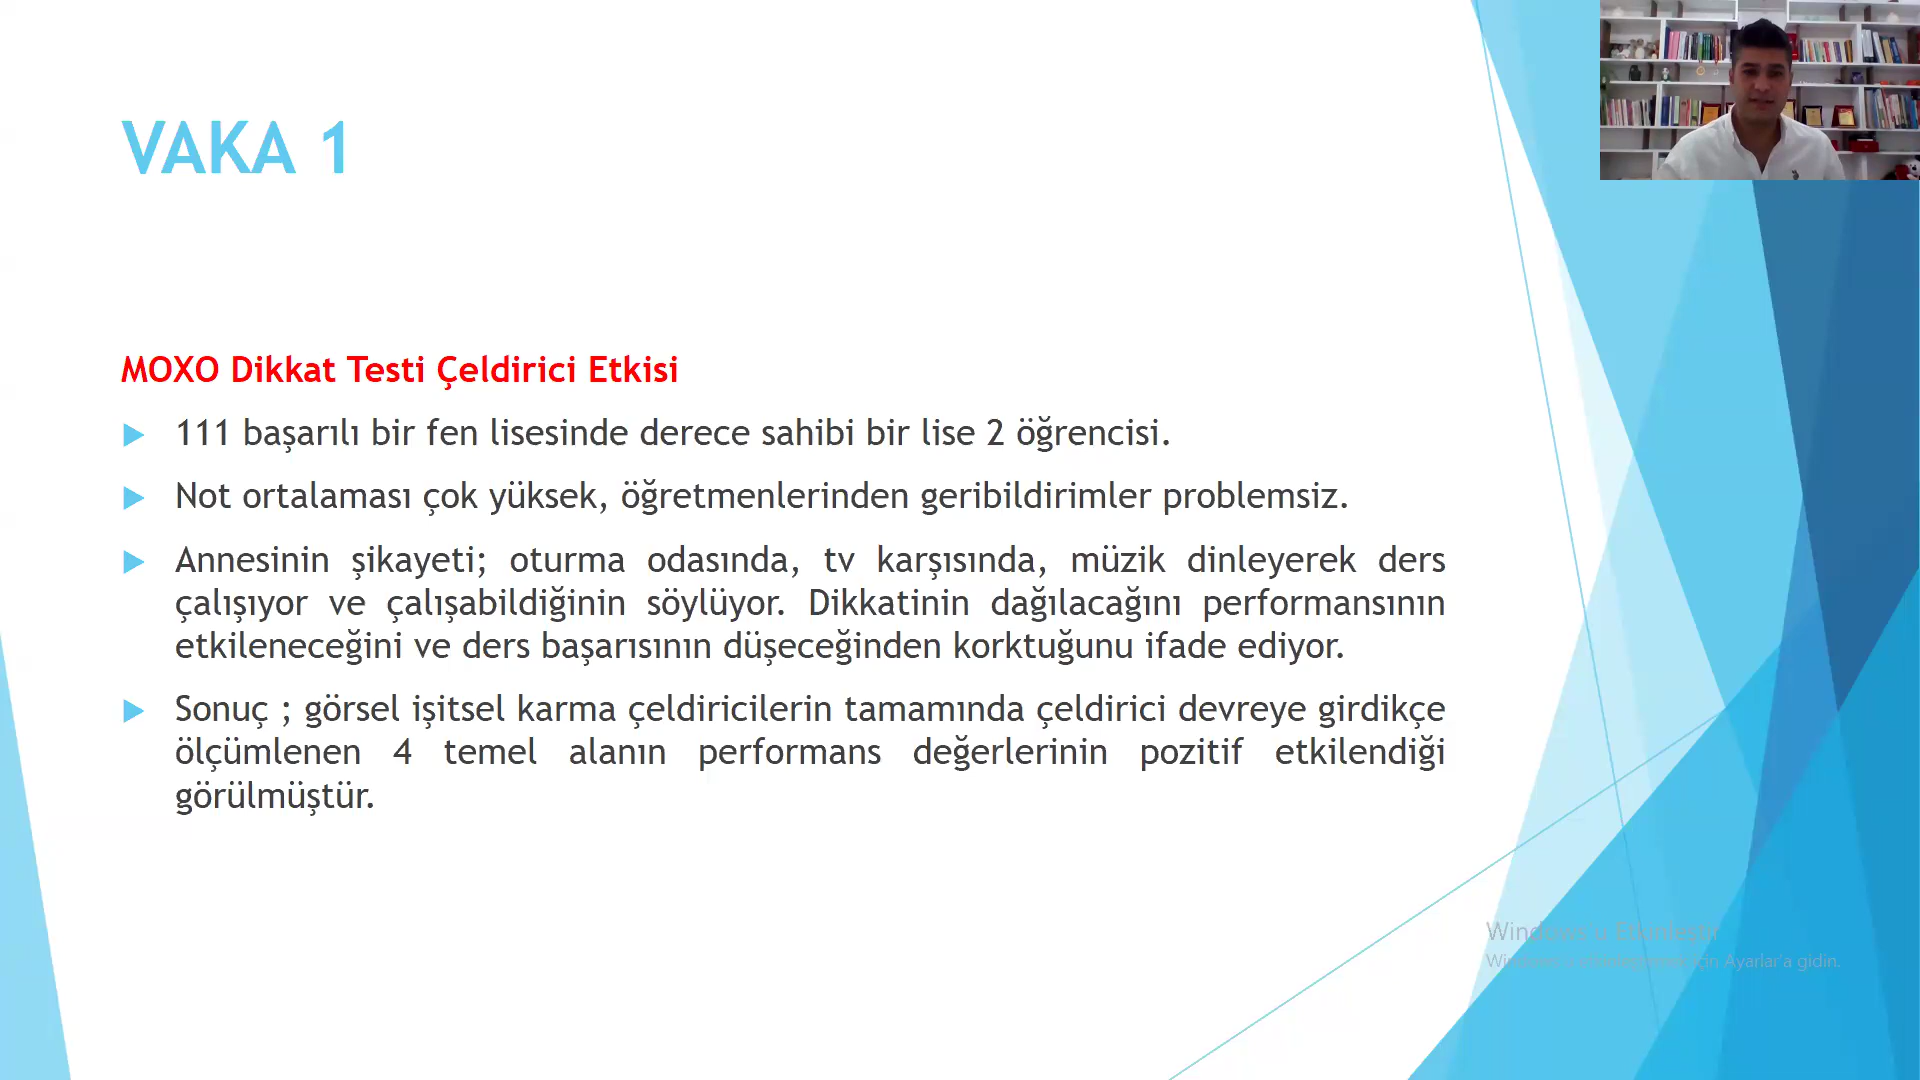 VAKA 1
MOXO Dikkat Testi Çeldirici Etkisi
111 başarılı bir fen lisesinde derece sahibi bir lise 2 öğrencisi.
Not ortalaması çok yüksek, öğretmenlerinden geribildirimler problemsiz.
Annesinin şikayeti; oturma odasında, tv karşısında, müzik dinleyerek ders
çalışıyor ve çalışabildiğinin söylüyor. Dikkatinin dağılacağını performansının
etkileneceğini ve ders başarısının düşeceğinden korktuğunu ifade ediyor.
Sonuç ; görsel işitsel karma çeldiricilerin tamamında çeldirici devreye girdikçe
ölçümlenen 4 temel alanın performans değerlerinin pozitif etkilendiği
görülmüştür.
Windows'u Etkinleştir
Windows'u etkinleştirmek için Ayarlar'a gidin.